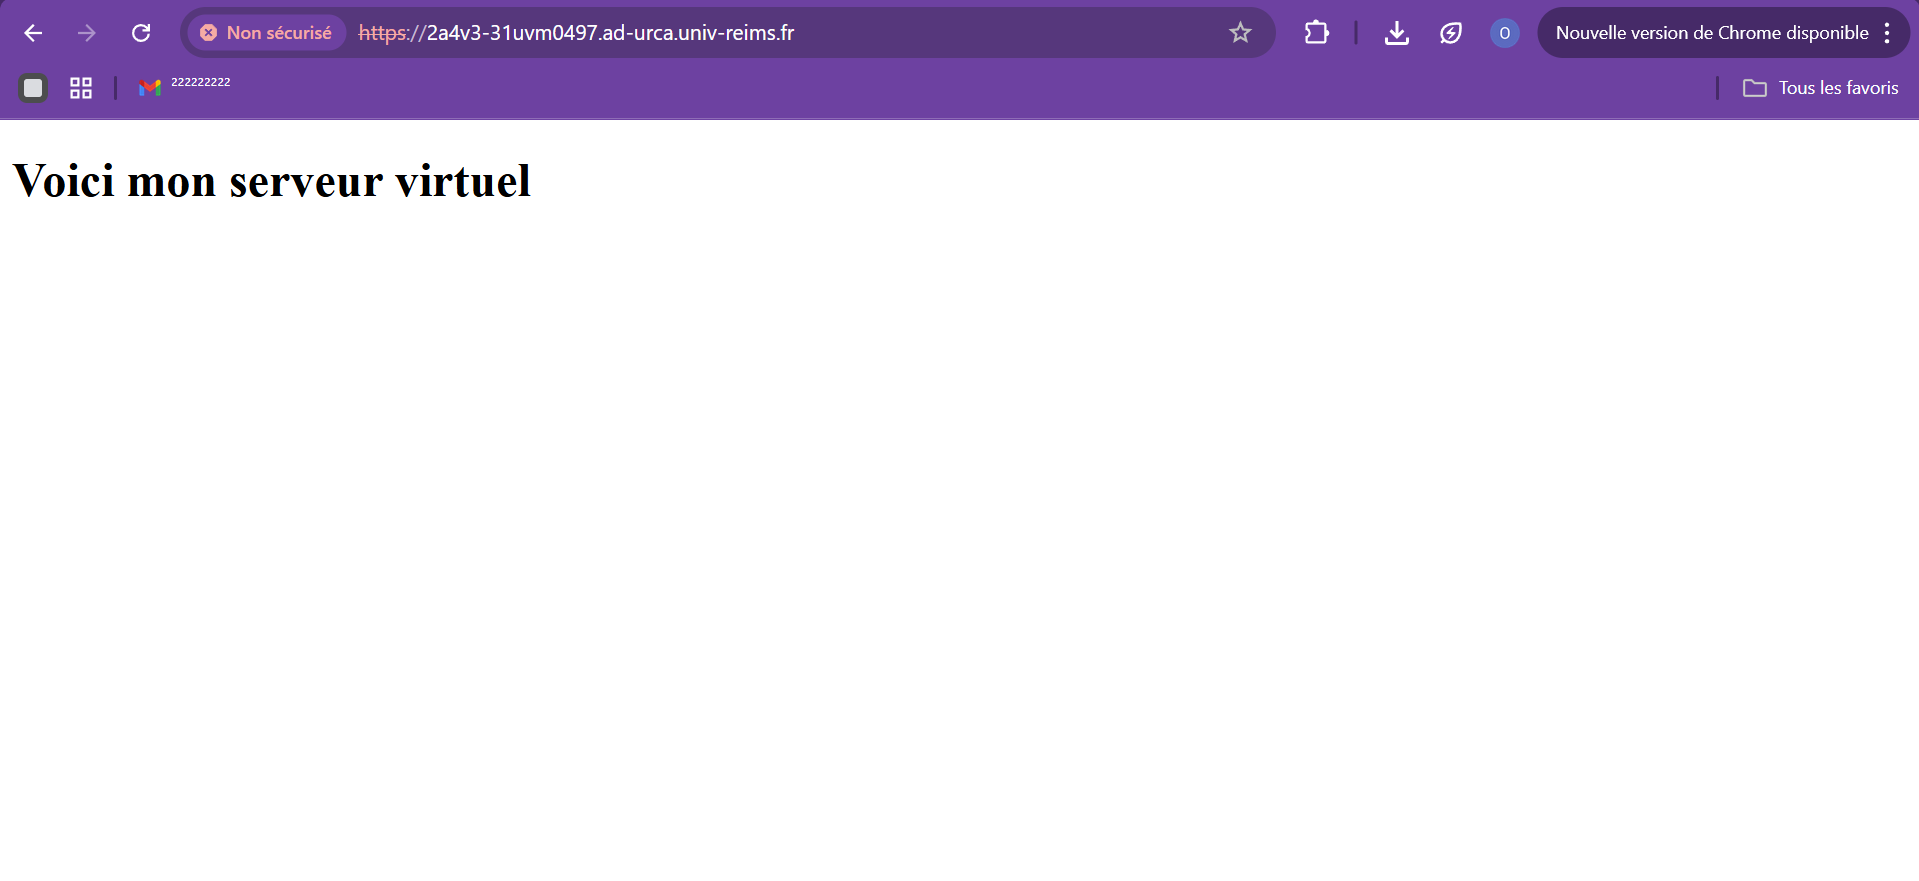 Non sécurisé https://2a4v3-31uvm0497.ad-urca.univ-reims.fr O Nouvelle version de Chrome disponible
²²²²²²²²² Tous les favoris
Voici mon serveur virtuel